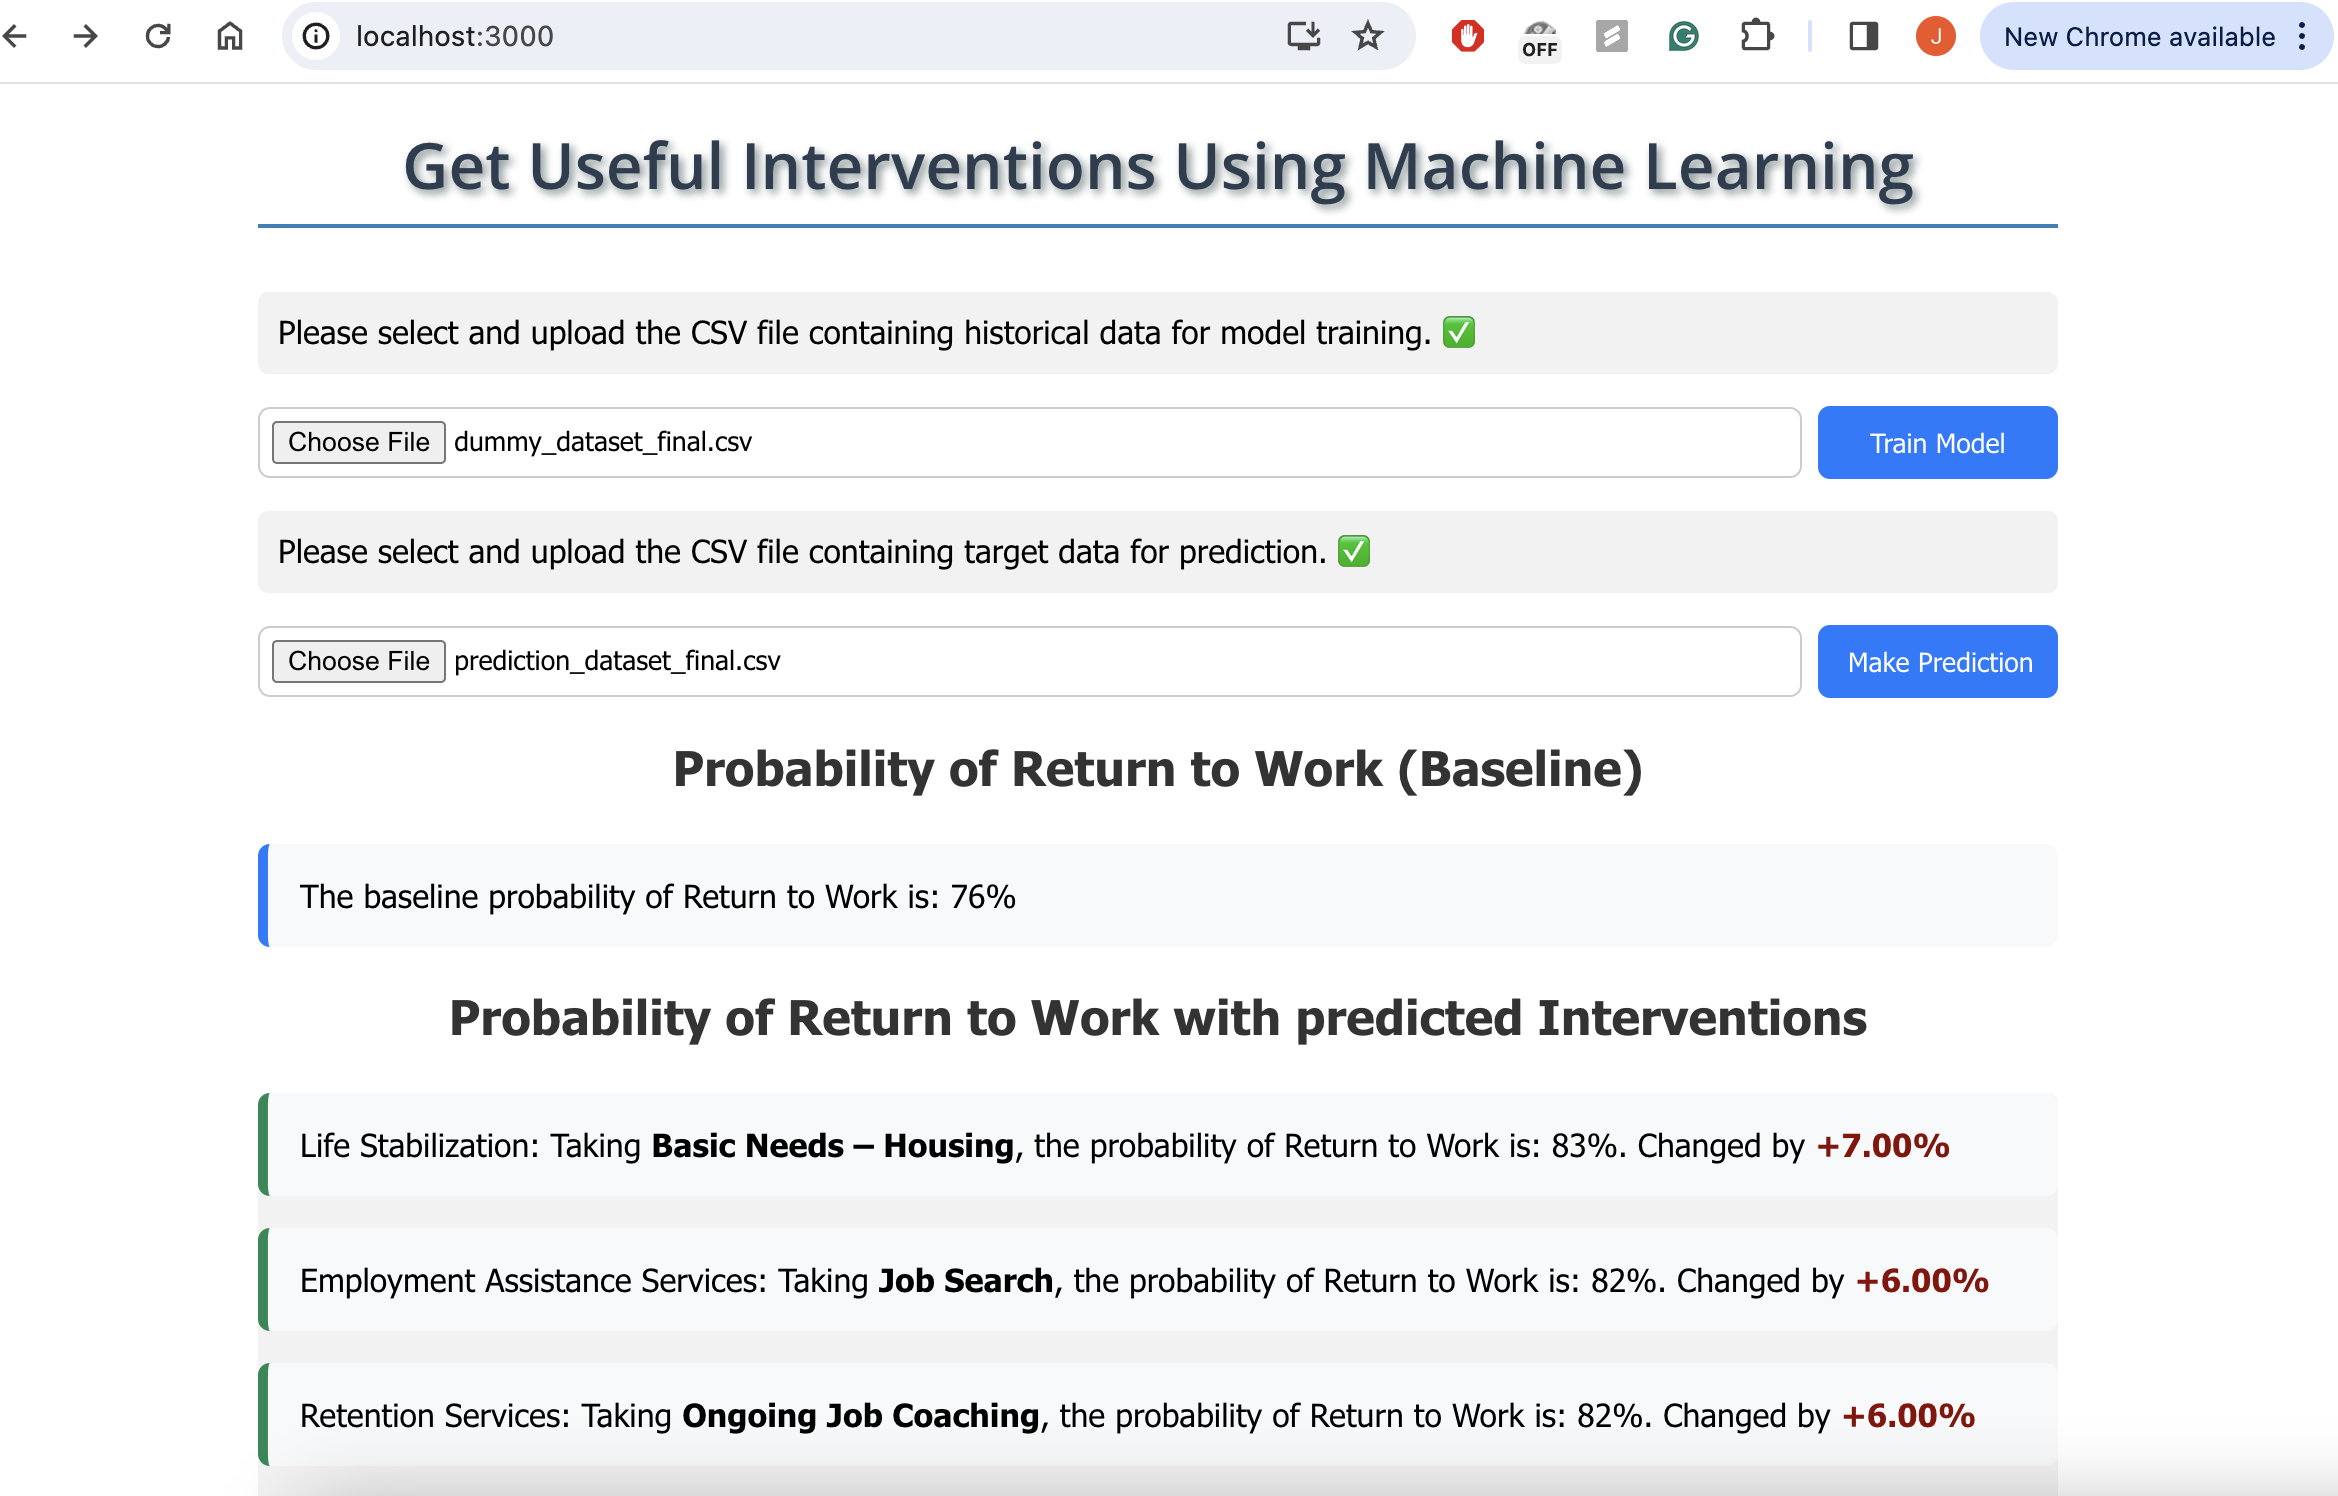 localhost:3000
OFF
J
New Chrome available
Get Useful Interventions Using Machine Learning
Please select and upload the CSV file containing historical data for model training. ✅
Choose File dummy_dataset_final.csv
Train Model
Please select and upload the CSV file containing target data for prediction. ✅
Choose File prediction_dataset_final.csv
Make Prediction
Probability of Return to Work (Baseline)
The baseline probability of Return to Work is: 76%
Probability of Return to Work with predicted Interventions
Life Stabilization: Taking Basic Needs – Housing, the probability of Return to Work is: 83%. Changed by +7.00%
Employment Assistance Services: Taking Job Search, the probability of Return to Work is: 82%. Changed by +6.00%
Retention Services: Taking Ongoing Job Coaching, the probability of Return to Work is: 82%. Changed by +6.00%